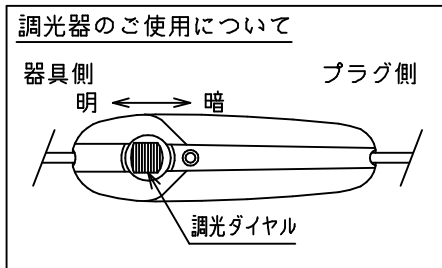 調光器のご使用について
器具側 プラグ側
明 暗
調光ダイヤル